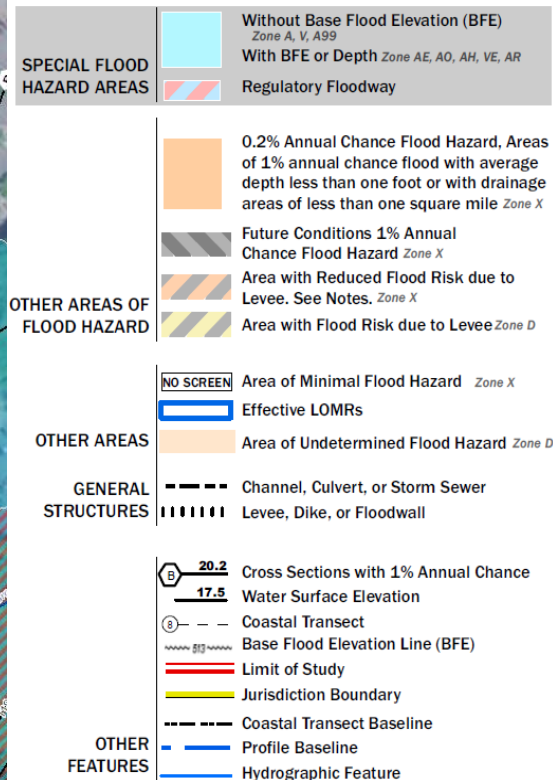 SPECIAL FLOOD
HAZARD AREAS
Without Base Flood Elevation (BFE)
Zone A, V, A99
With BFE or Depth Zone AE, AO, AH, VE, AR
Regulatory Floodway
OTHER AREAS OF
FLOOD HAZARD
0.2% Annual Chance Flood Hazard, Areas
of 1% annual chance flood with average
depth less than one foot or with drainage
areas of less than one square mile Zone X
Future Conditions 1% Annual
Chance Flood Hazard Zone X
Area with Reduced Flood Risk due to
Levee. See Notes. Zone X
Area with Flood Risk due to Levee Zone D
OTHER AREAS
NO SCREEN Area of Minimal Flood Hazard Zone X
Effective LOMRs
Area of Undetermined Flood Hazard Zone D
GENERAL
STRUCTURES
Channel, Culvert, or Storm Sewer
Levee, Dike, or Floodwall
OTHER
FEATURES
B 20.2 Cross Sections with 1% Annual Chance
17.5 Water Surface Elevation
8 Coastal Transect
513 Base Flood Elevation Line (BFE)
Limit of Study
Jurisdiction Boundary
Coastal Transect Baseline
Profile Baseline
Hydrographic Feature